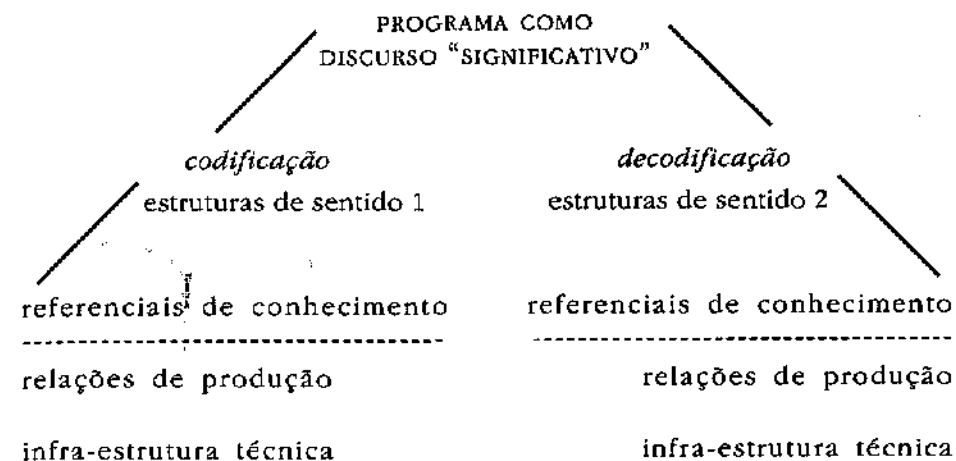 PROGRAMA COMO
DISCURSO “SIGNIFICATIVO”
codificação
estruturas de sentido 1
decodificação
estruturas de sentido 2
referenciais de conhecimento
referenciais de conhecimento
relações de produção
relações de produção
infra-estrutura técnica
infra-estrutura técnica